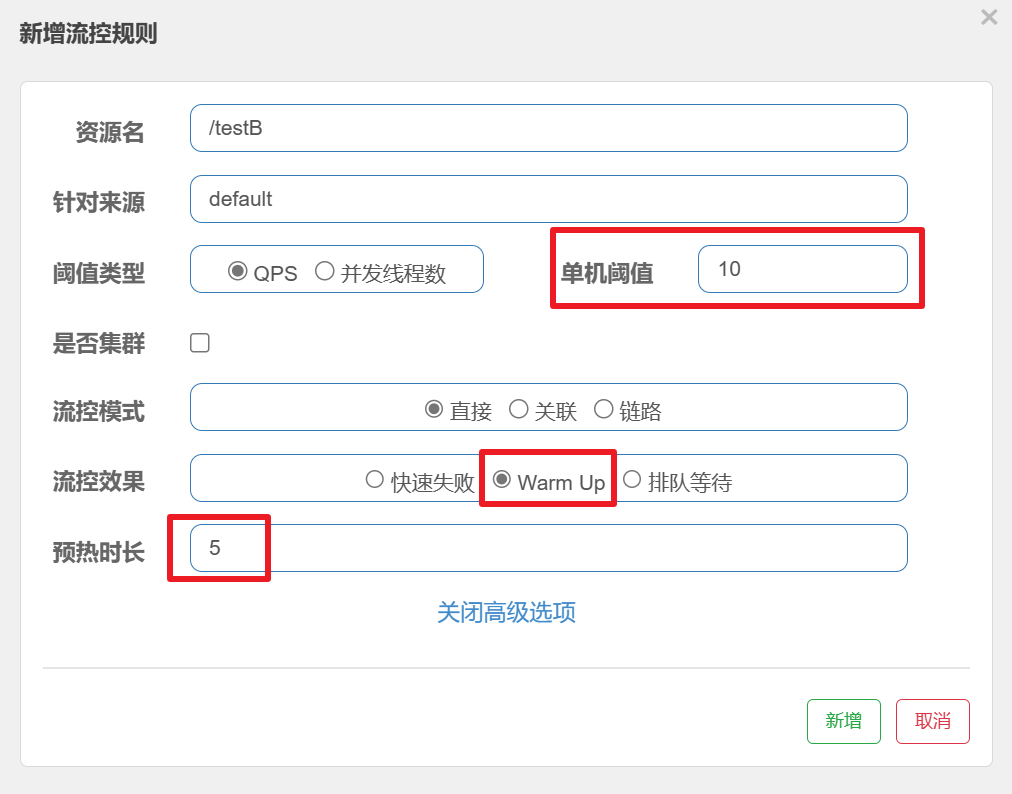 新增流控规则
×
资源名 /testB
针对来源 default
阈值类型 QPS 并发线程数 单机阈值 10
是否集群
流控模式 直接 关联 链路
流控效果 快速失败 Warm Up 排队等待
预热时长 5
关闭高级选项
新增 取消